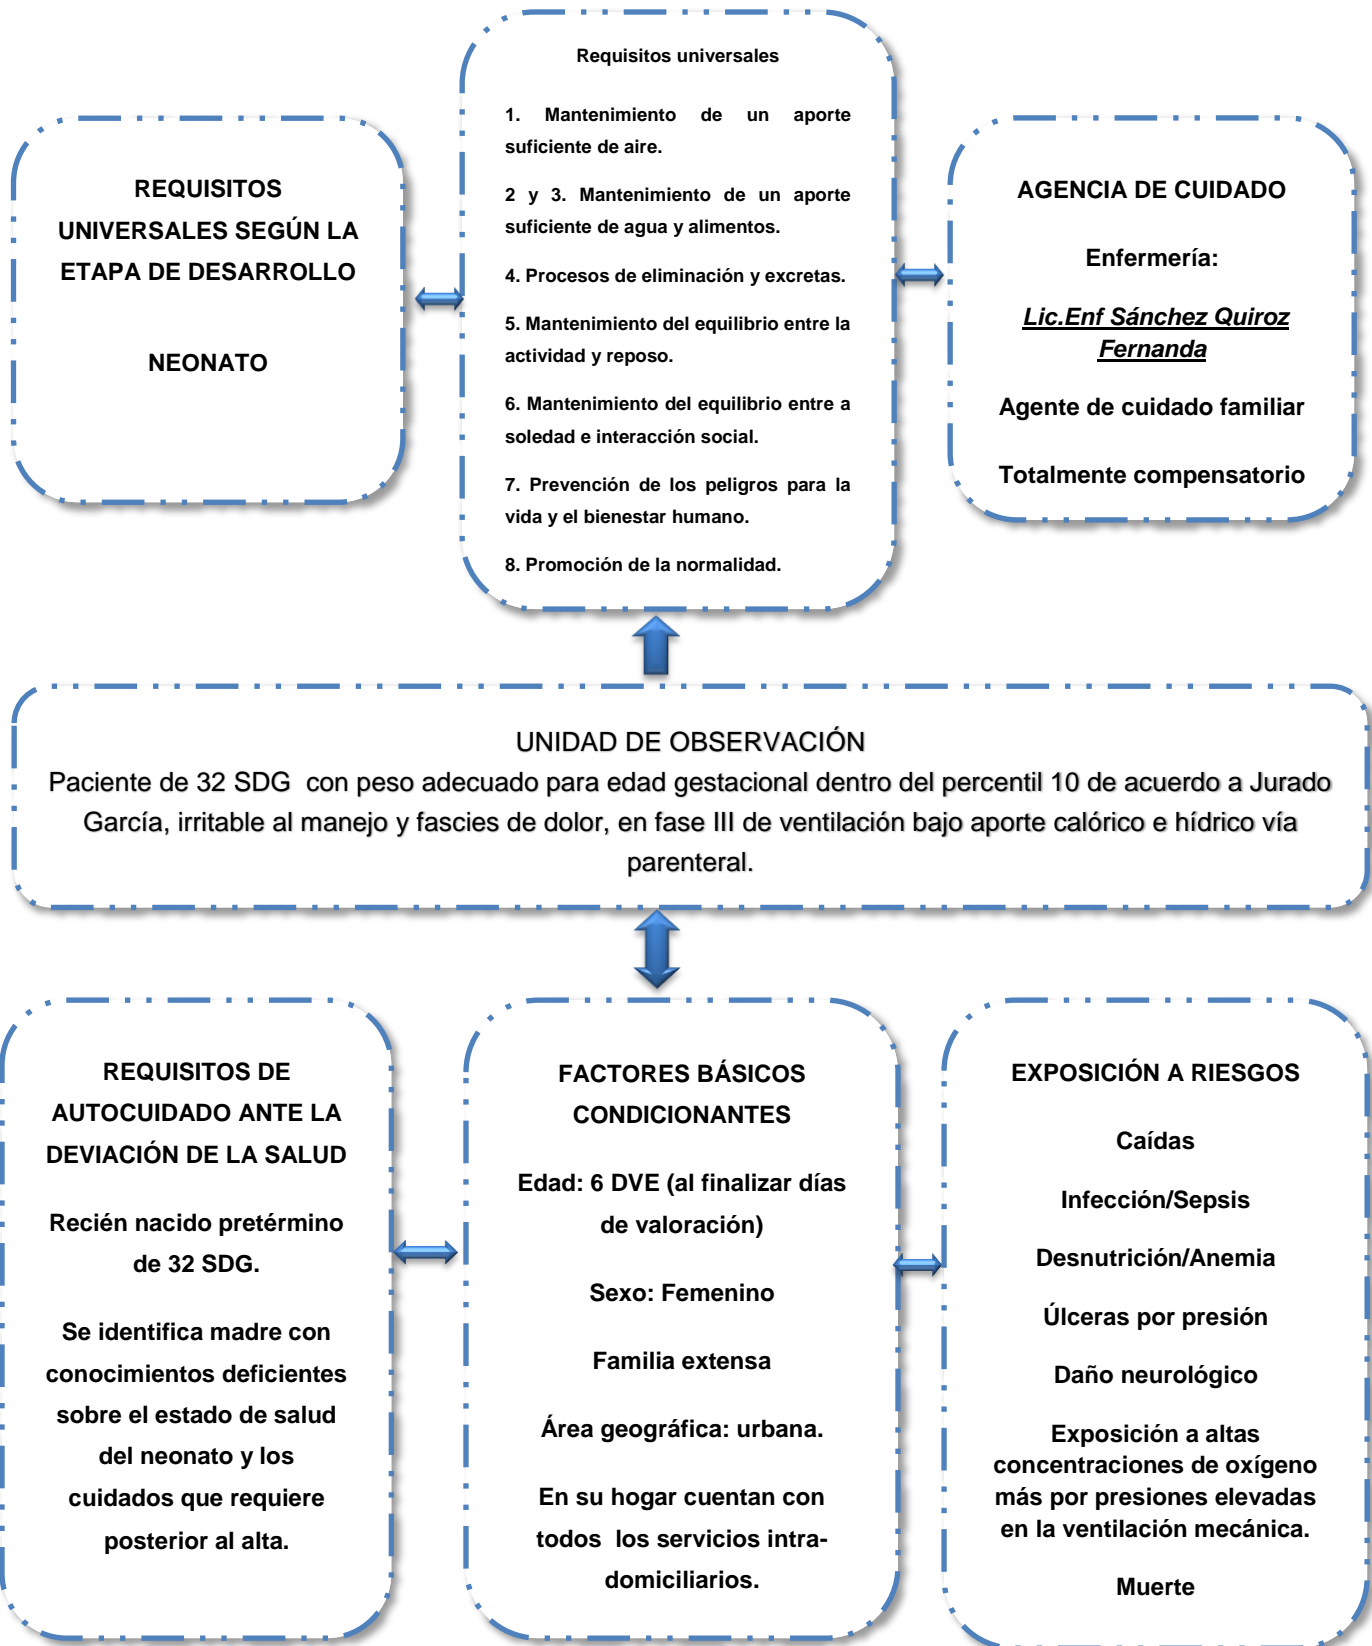 Requisitos universales
1. Mantenimiento de un aporte
suficiente de aire.
2 y 3. Mantenimiento de un aporte
suficiente de agua y alimentos.
4. Procesos de eliminación y excretas.
5. Mantenimiento del equilibrio entre la
actividad y reposo.
6. Mantenimiento del equilibrio entre a
soledad e interacción social.
7. Prevención de los peligros para la
vida y el bienestar humano.
8. Promoción de la normalidad.
REQUISITOS
UNIVERSALES SEGÚN LA
ETAPA DE DESARROLLO
NEONATO
AGENCIA DE CUIDADO
Enfermería:
Lic.Enf Sánchez Quiroz
Fernanda
Agente de cuidado familiar
Totalmente compensatorio
UNIDAD DE OBSERVACIÓN
Paciente de 32 SDG con peso adecuado para edad gestacional dentro del percentil 10 de acuerdo a Jurado
García, irritable al manejo y fascies de dolor, en fase III de ventilación bajo aporte calórico e hídrico vía
parenteral.
REQUISITOS DE
AUTOCUIDADO ANTE LA
DEVIACIÓN DE LA SALUD
Recién nacido pretérmino
de 32 SDG.
Se identifica madre con
conocimientos deficientes
sobre el estado de salud
del neonato y los
cuidados que requiere
posterior al alta.
FACTORES BÁSICOS
CONDICIONANTES
Edad: 6 DVE (al finalizar días
de valoración)
Sexo: Femenino
Familia extensa
Área geográfica: urbana.
En su hogar cuentan con
todos los servicios intra-
domiciliarios.
EXPOSICIÓN A RIESGOS
Caídas
Infección/Sepsis
Desnutrición/Anemia
Úlceras por presión
Daño neurológico
Exposición a altas
concentraciones de oxígeno
más por presiones elevadas
en la ventilación mecánica.
Muerte